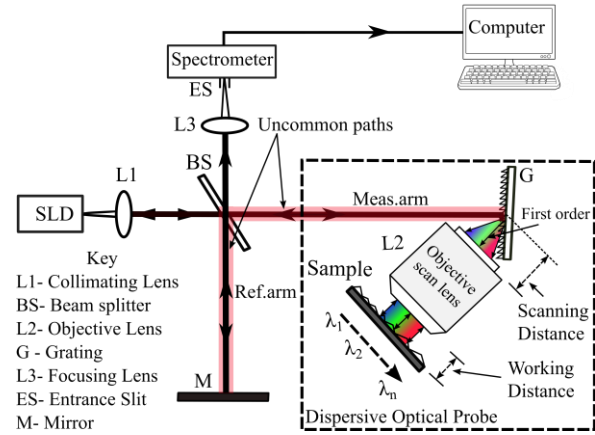 Computer
Spectrometer
ES
L3
Uncommon paths
BS
L1
SLD
Meas.arm
G
First order
L2
Objective
scan lens
Sample
Scanning
Distance
Ref.arm
λ1
λ2
λn
Working
Distance
M
Dispersive Optical Probe
Key
L1- Collimating Lens
BS- Beam splitter
L2- Objective Lens
G - Grating
L3- Focusing Lens
ES- Entrance Slit
M- Mirror